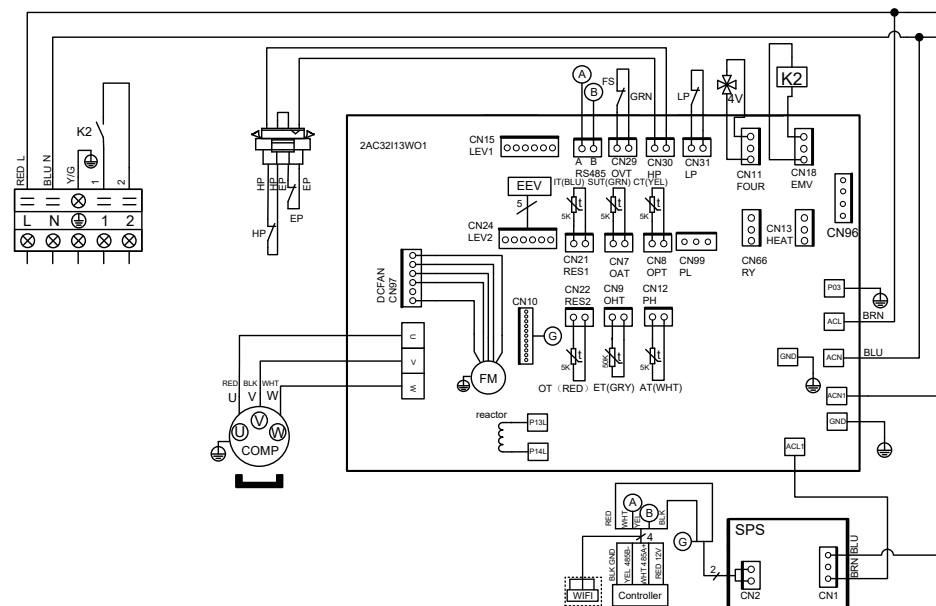 RED L
BLU N
Y/G
K2
1
2
L
N
1
2
HP
HP
EP
EP
EP
HP
2AC32I13WO1
CN15
LEV1
A
B
FS
GRN
LP
4V
K2
A B
RS485
CN29
OVT
CN30
HP
CN31
LP
CN11
FOUR
CN18
EMV
EEV
5
IT(BLU)
SUT(GRN)
CT(YEL)
t
5K
t
5K
t
5K
CN24
LEV2
CN21
RES1
CN7
OAT
CN8
OPT
CN99
PL
CN66
RY
CN13
HEAT
CN96
DCFAN
CN97
CN10
G
CN22
RES2
CN9
OHT
CN12
PH
t
5K
t
50K
t
5K
OT（RED）
ET(GRY)
AT(WHT)
P03
ACL
BRN
ACN
BLU
GND
ACN1
GND
ACL1
U
V
W
FM
RED
BLK
WHT
U
V
W
U
V
W
COMP
reactor
P13L
P14L
RED
WHT
YEL
BLK
A
B
4
G
BLK GND
YEL 485B-
WHT 485A+
RED 12V
WIFI
Controller
2
SPS
CN2
CN1
BRN
BLU